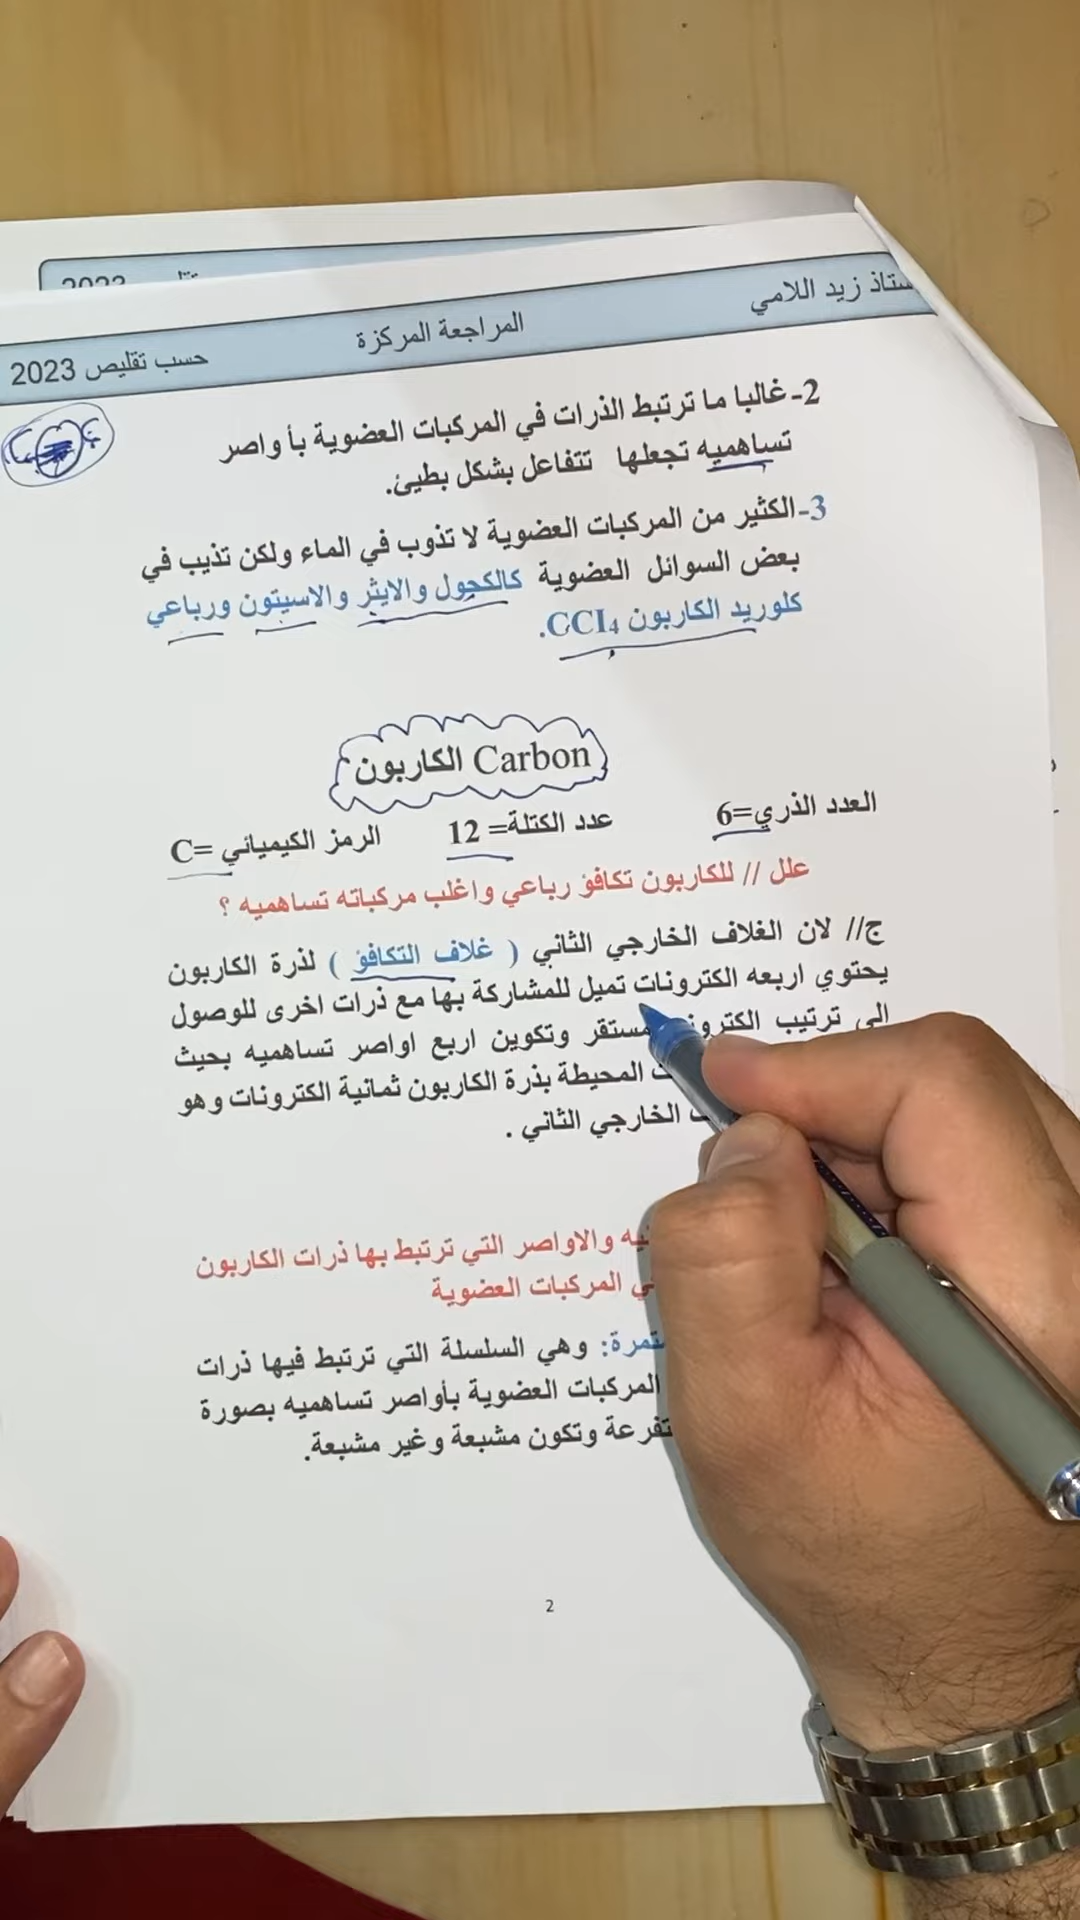 2022
ستاذ زيد اللامي المراجعة المركزة حسب تقليص 2023
2-غالبا ما ترتبط الذرات في المركبات العضوية بأ واصر
تساهميه تجعلها تتفاعل بشكل بطيئ.
3-الكثير من المركبات العضوية لا تذوب في الماء ولكن تذيب في
بعض السوائل العضوية كالكحول والايثر والاسيتون ورباعي
كلوريد الكاربون CCI₄.
Carbon الكاربون
العدد الذري=6 عدد الكتلة= 12 الرمز الكيميائي =C
علل // للكاربون تكافؤ رباعي واغلب مركباته تساهميه ؟
ج// لان الغلاف الخارجي الثاني ( غلاف التكافؤ ) لذرة الكاربون
يحتوي اربعه الكترونات تميل للمشاركة بها مع ذرات اخرى للوصول
الى ترتيب مستقر وتكوين اربع اواصر تساهميه بحيث
المحيطة بذرة الكاربون ثمانية الكترونات وهو
الخارجي الثاني .
والاواصر التي ترتبط بها ذرات الكاربون
المركبات العضوية
وهي السلسلة التي ترتبط فيها ذرات
المركبات العضوية بأواصر تساهميه بصورة
وتكون مشبعة وغير مشبعة.
2